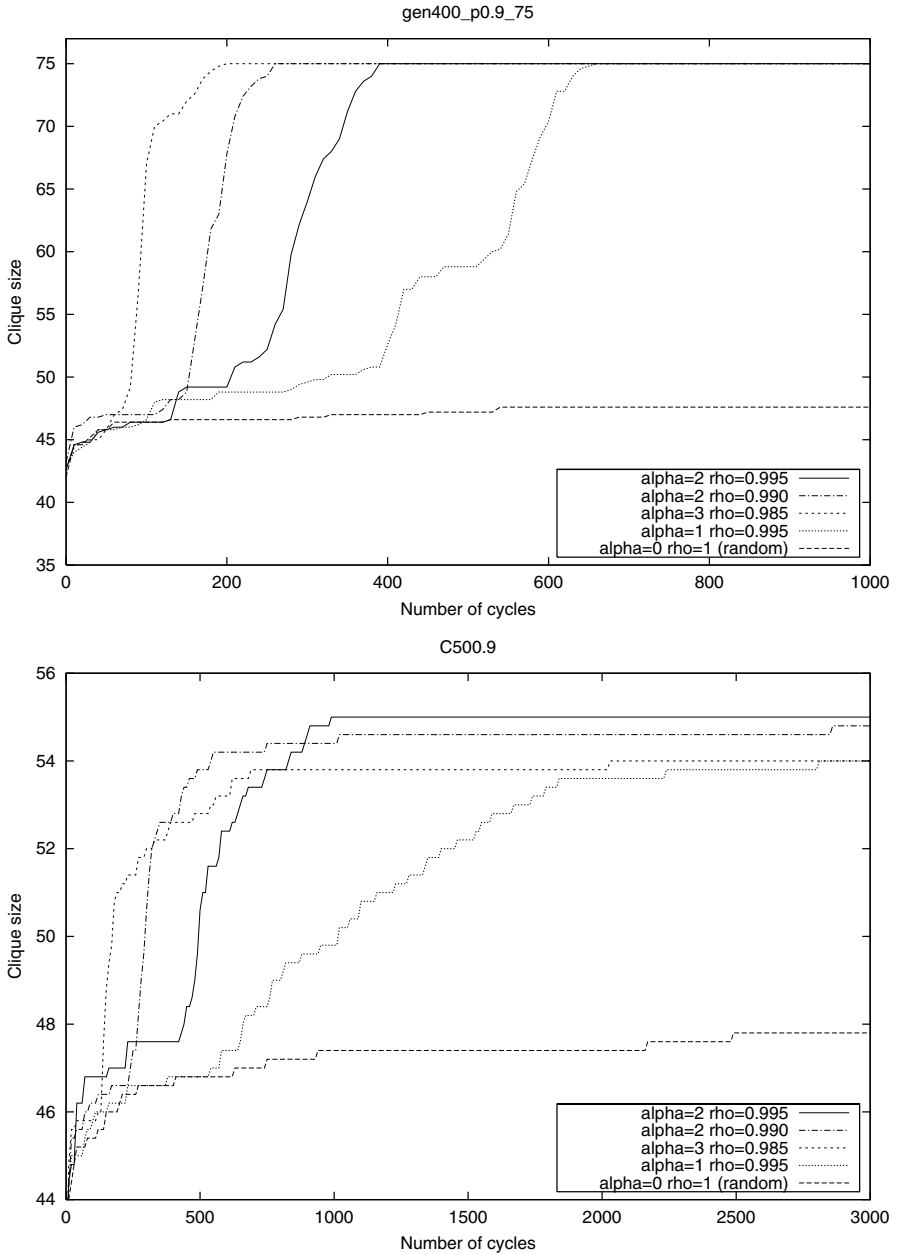 gen400_p0.9_75
75
70
65
60
55
50
45
40
35
Clique size
alpha=2 rho=0.995
alpha=2 rho=0.990
alpha=3 rho=0.985
alpha=1 rho=0.995
alpha=0 rho=1 (random)
0 200 400 600 800 1000
Number of cycles
C500.9
56
54
52
50
48
46
44
Clique size
alpha=2 rho=0.995
alpha=2 rho=0.990
alpha=3 rho=0.985
alpha=1 rho=0.995
alpha=0 rho=1 (random)
0 500 1000 1500 2000 2500 3000
Number of cycles